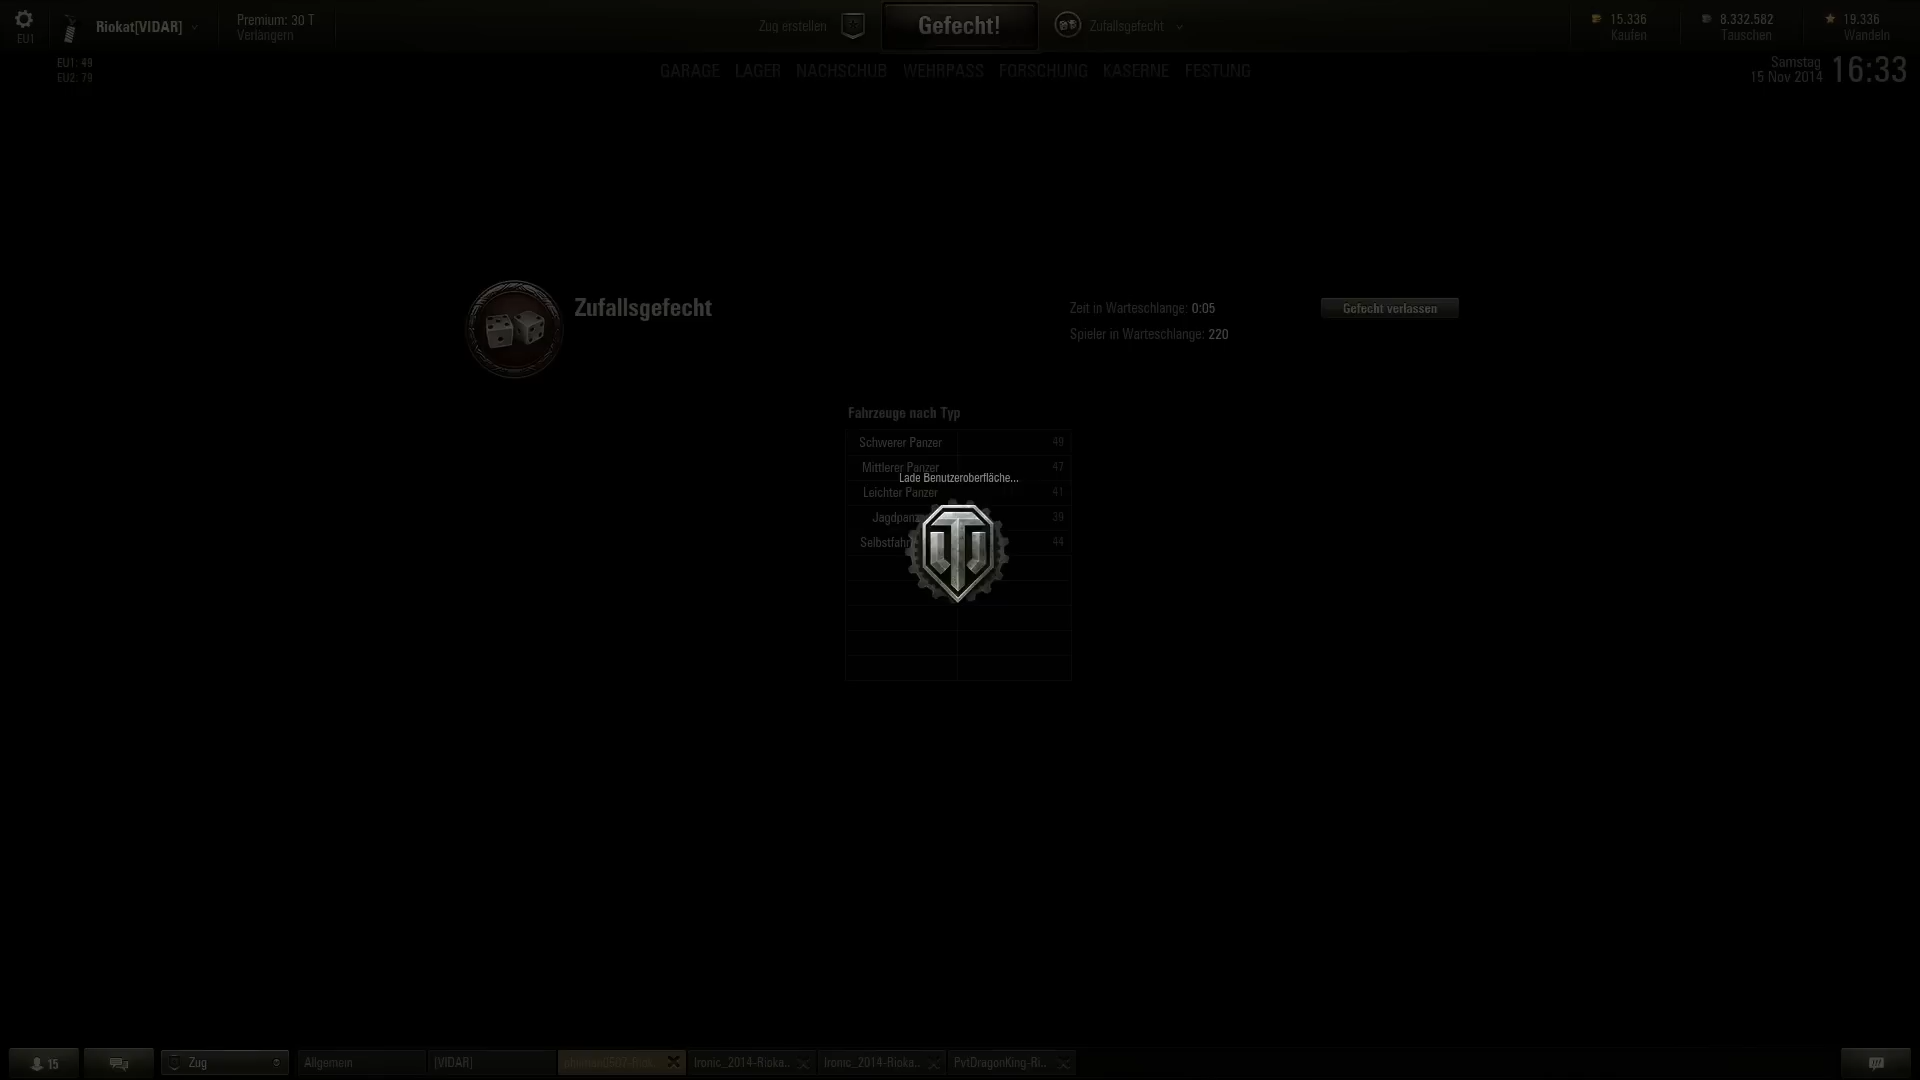 EU1
Riokat[VIDAR]
Premium: 30 T
Verlängern
Zug erstellen
Gefecht!
Zufallsgefecht
15.336
Kaufen
8.332.582
Tauschen
19.336
Wandeln
EU1: 49
EU2: 79
GARAGE LAGER NACHSCHUB WEHRPASS FORSCHUNG KASERNE FESTUNG
Samstag
15 Nov 2014
16:33
Zufallsgefecht
Zeit in Warteschlange: 0:05
Spieler in Warteschlange: 220
Gefecht verlassen
Fahrzeuge nach Typ
Schwerer Panzer 49
Mittlerer Panzer 47
Lade Benutzeroberfläche...
Leichter Panzer 41
Jagdpanz 39
Selbstfahr 44
15
Zug
Allgemein
[VIDAR]
Ironic_2014-Rioka..
Ironic_2014-Rioka..
PvtDragonKing-Ri..